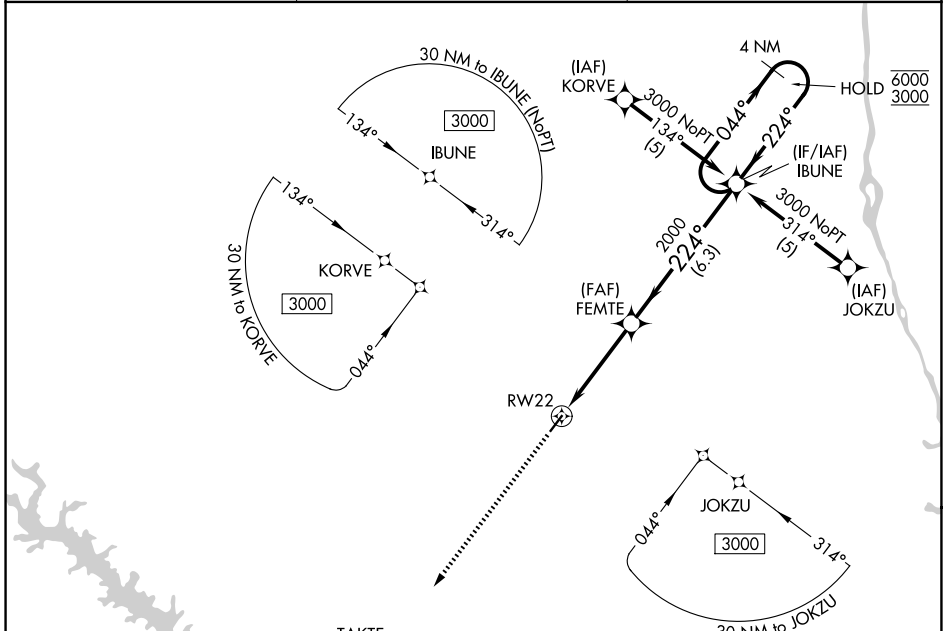 30 NM to IBUNE (NoPT)
3000
134°
IBUNE
314°
4 NM
HOLD 6000
3000
(IAF)
KORVE
3000 NoPT
134°
(5)
044°
224°
(IF/IAF)
IBUNE
3000 NoPT
314°
(5)
(IAF)
JOKZU
134°
KORVE
3000
30 NM to KORVE
044°
2000
224°
(6.3)
(FAF)
FEMTE
RW22
JOKZU
044°
3000
314°
30 NM to JOKZU
TAKTE